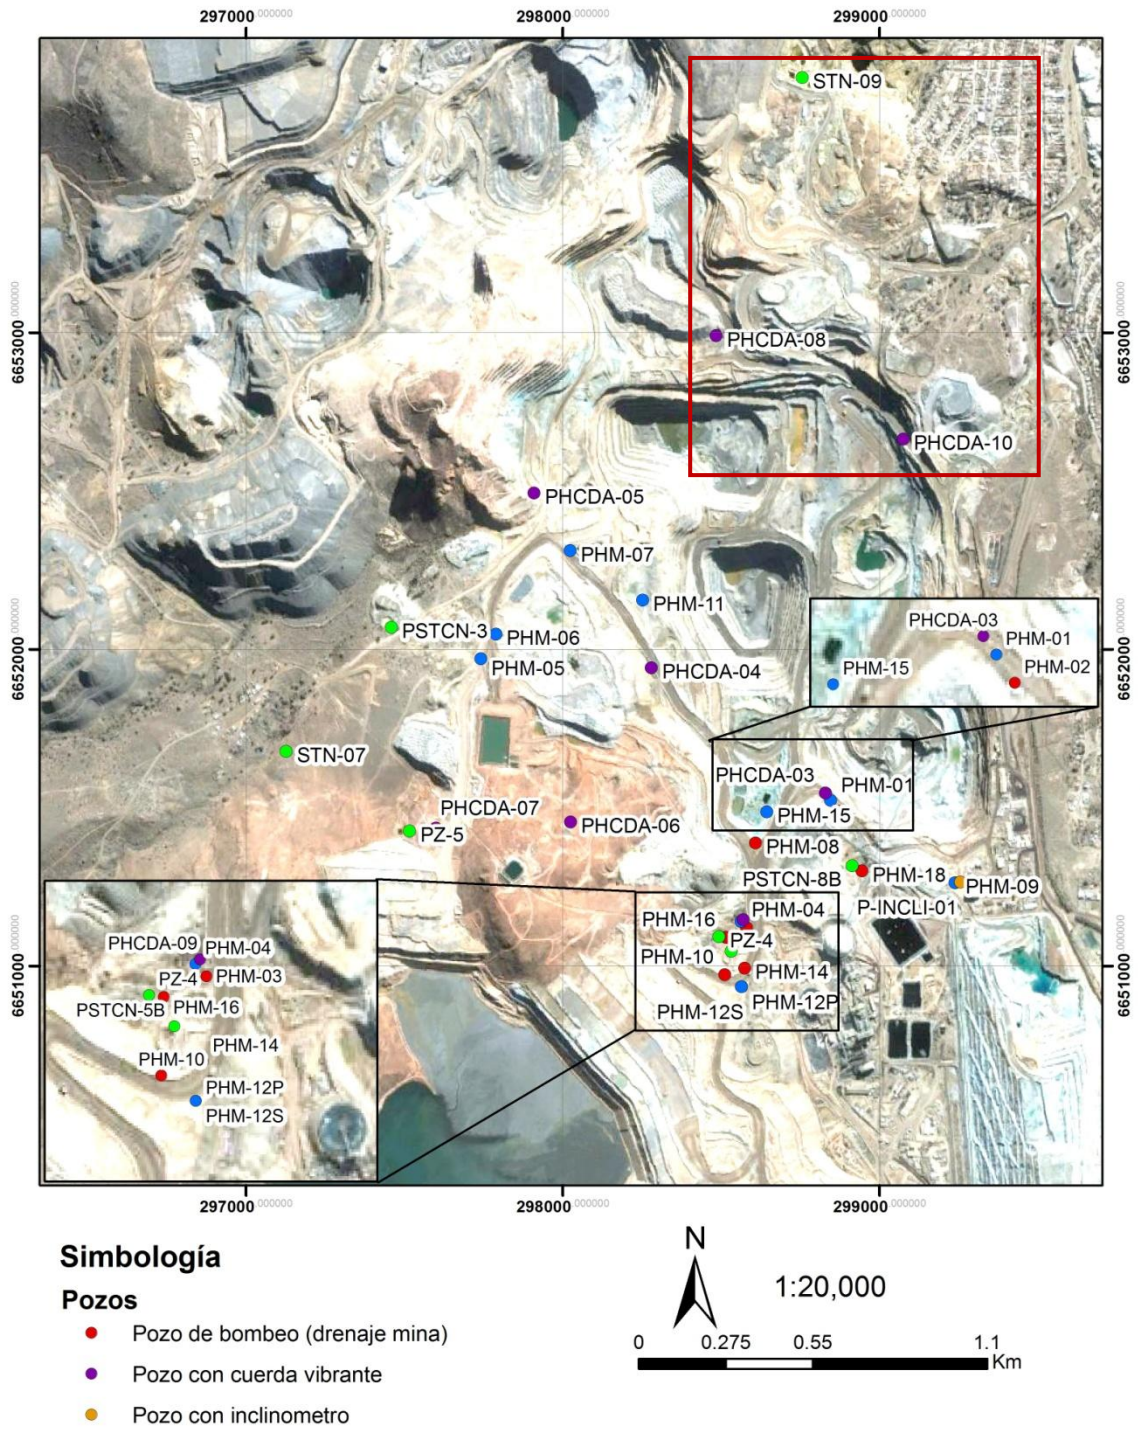 297000 000000 298000 000000 299000 000000
STN-09
6653000 000000
6653000 000000
PHCDA-08
PHCDA-10
PHCDA-05
PHM-07
PHM-11
PSTCN-3
PHM-06
PHM-05
PHCDA-04
6652000 000000
6652000 000000
PHCDA-03
PHM-01
PHM-02
PHM-15
STN-07
PHCDA-03
PHM-01
PHM-15
PHCDA-07
PZ-5
PHCDA-06
PHM-08
PSTCN-8B
PHM-18
PHM-09
P-INCLI-01
PHM-16
PHM-04
PZ-4
PHM-10
PHM-14
PHM-12P
PHM-12S
6651000 000000
6651000 000000
PHCDA-09
PHM-04
PZ-4
PHM-03
PSTCN-5B
PHM-16
PHM-14
PHM-10
PHM-12P
PHM-12S
297000 000000 298000 000000 299000 000000
Simbología
Pozos
Pozo de bombeo (drenaje mina)
Pozo con cuerda vibrante
Pozo con inclinometro
N
1:20,000
0 0.275 0.55 1.1
Km